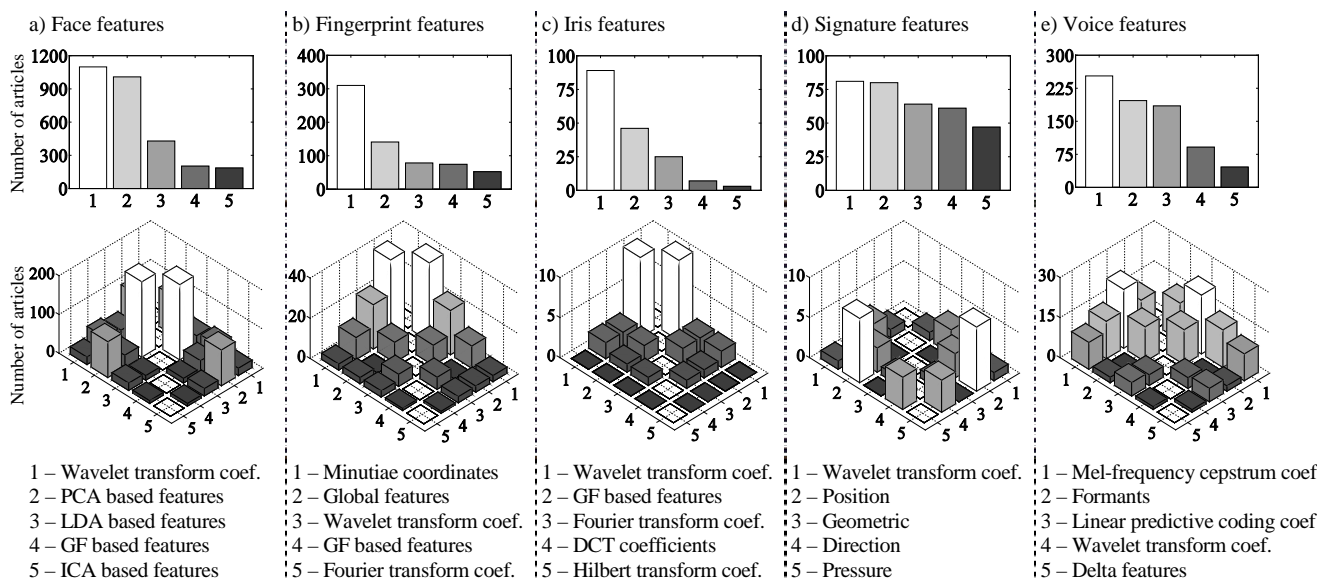 a) Face features
b) Fingerprint features
c) Iris features
d) Signature features
e) Voice features
Number of articles
1200
900
600
300
0
1 2 3 4 5
400
300
200
100
0
1 2 3 4 5
100
75
50
25
0
1 2 3 4 5
100
75
50
25
0
1 2 3 4 5
300
225
150
75
0
1 2 3 4 5
Number of articles
200
100
0
1 2 3 4 5
5 4 3 2 1
40
20
0
1 2 3 4 5
5 4 3 2 1
10
5
0
1 2 3 4 5
5 4 3 2 1
10
5
0
1 2 3 4 5
5 4 3 2 1
30
15
0
1 2 3 4 5
5 4 3 2 1
1 – Wavelet transform coef.
2 – PCA based features
3 – LDA based features
4 – GF based features
5 – ICA based features
1 – Minutiae coordinates
2 – Global features
3 – Wavelet transform coef.
4 – GF based features
5 – Fourier transform coef.
1 – Wavelet transform coef.
2 – GF based features
3 – Fourier transform coef.
4 – DCT coefficients
5 – Hilbert transform coef.
1 – Wavelet transform coef.
2 – Position
3 – Geometric
4 – Direction
5 – Pressure
1 – Mel-frequency cepstrum coef
2 – Formants
3 – Linear predictive coding coef
4 – Wavelet transform coef.
5 – Delta features